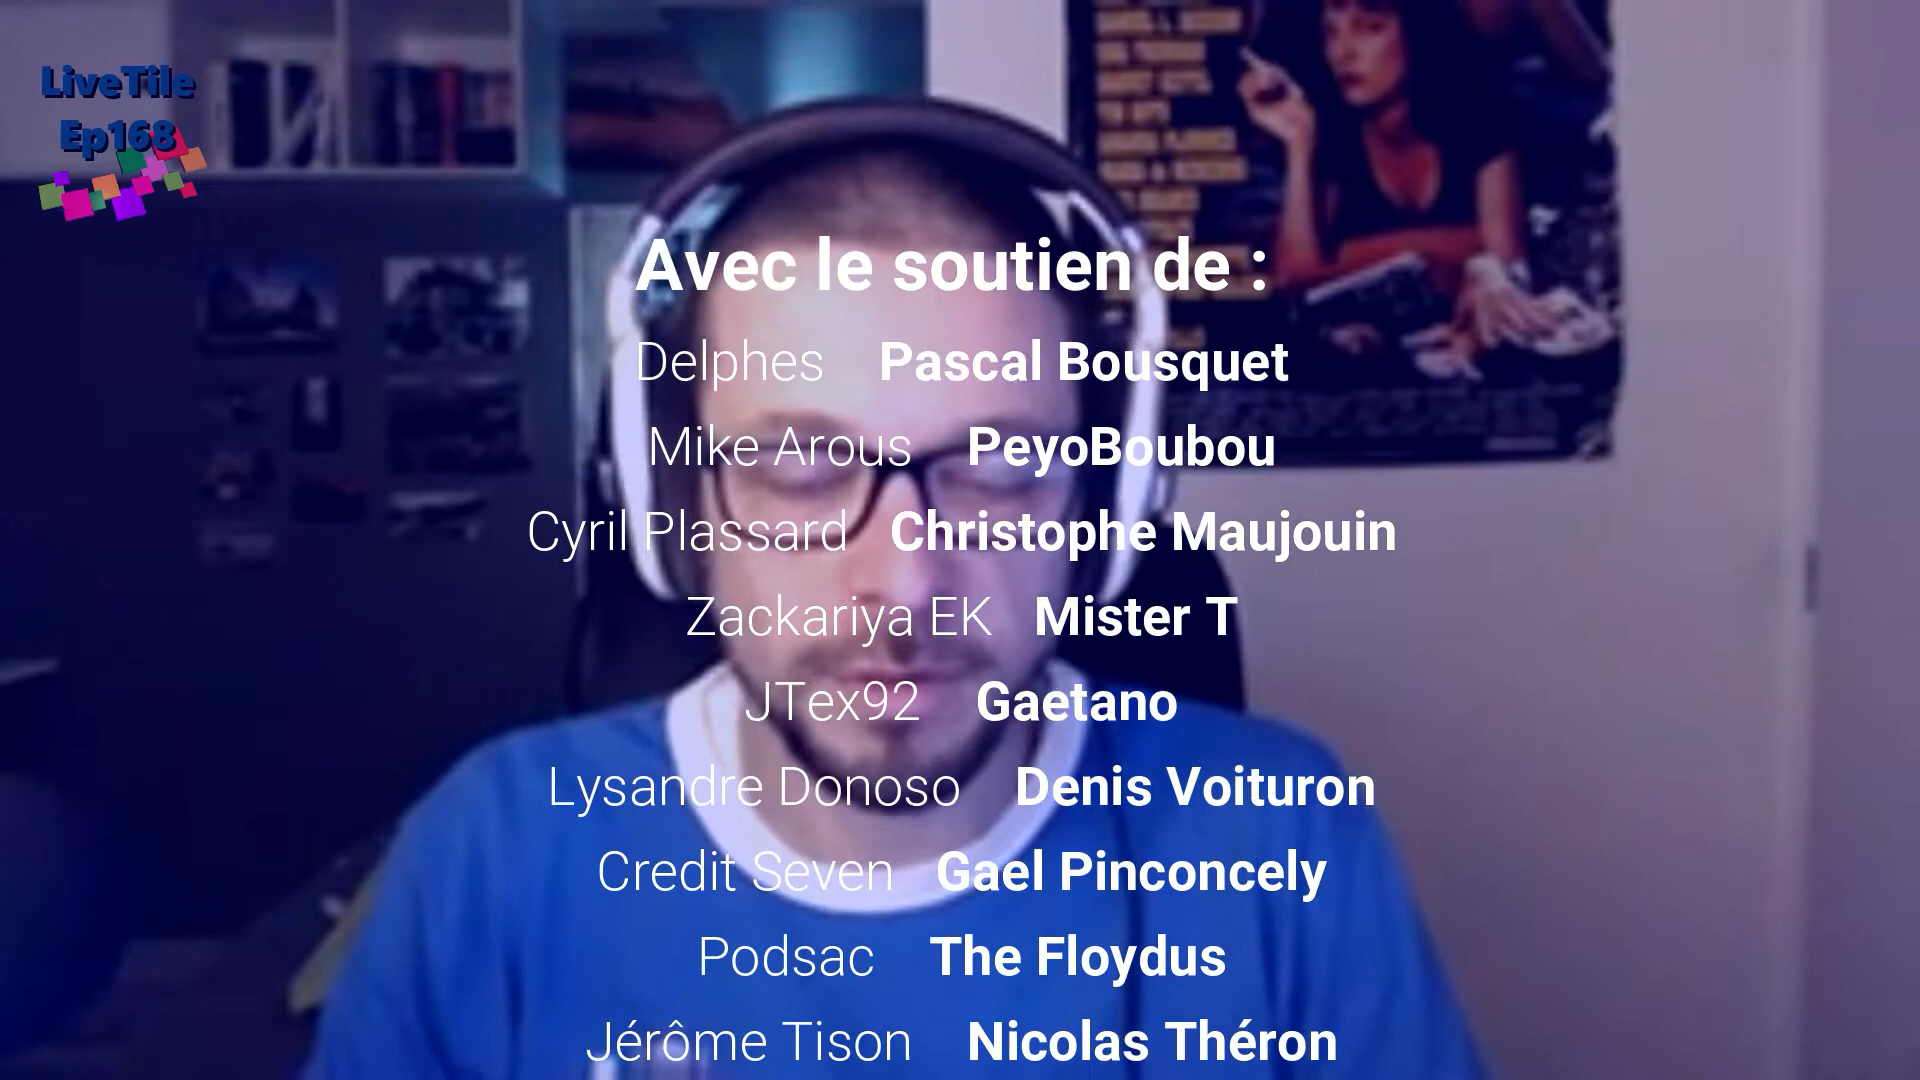 LiveTile
Ep168
Avec le soutien de :
Delphes Pascal Bousquet
Mike Arous PeyoBoubou
Cyril Plassard Christophe Maujouin
Zackariya EK Mister T
JTex92 Gaetano
Lysandre Donoso Denis Voituron
Credit Seven Gael Pinconcely
Podsac The Floydus
Jérôme Tison Nicolas Théron